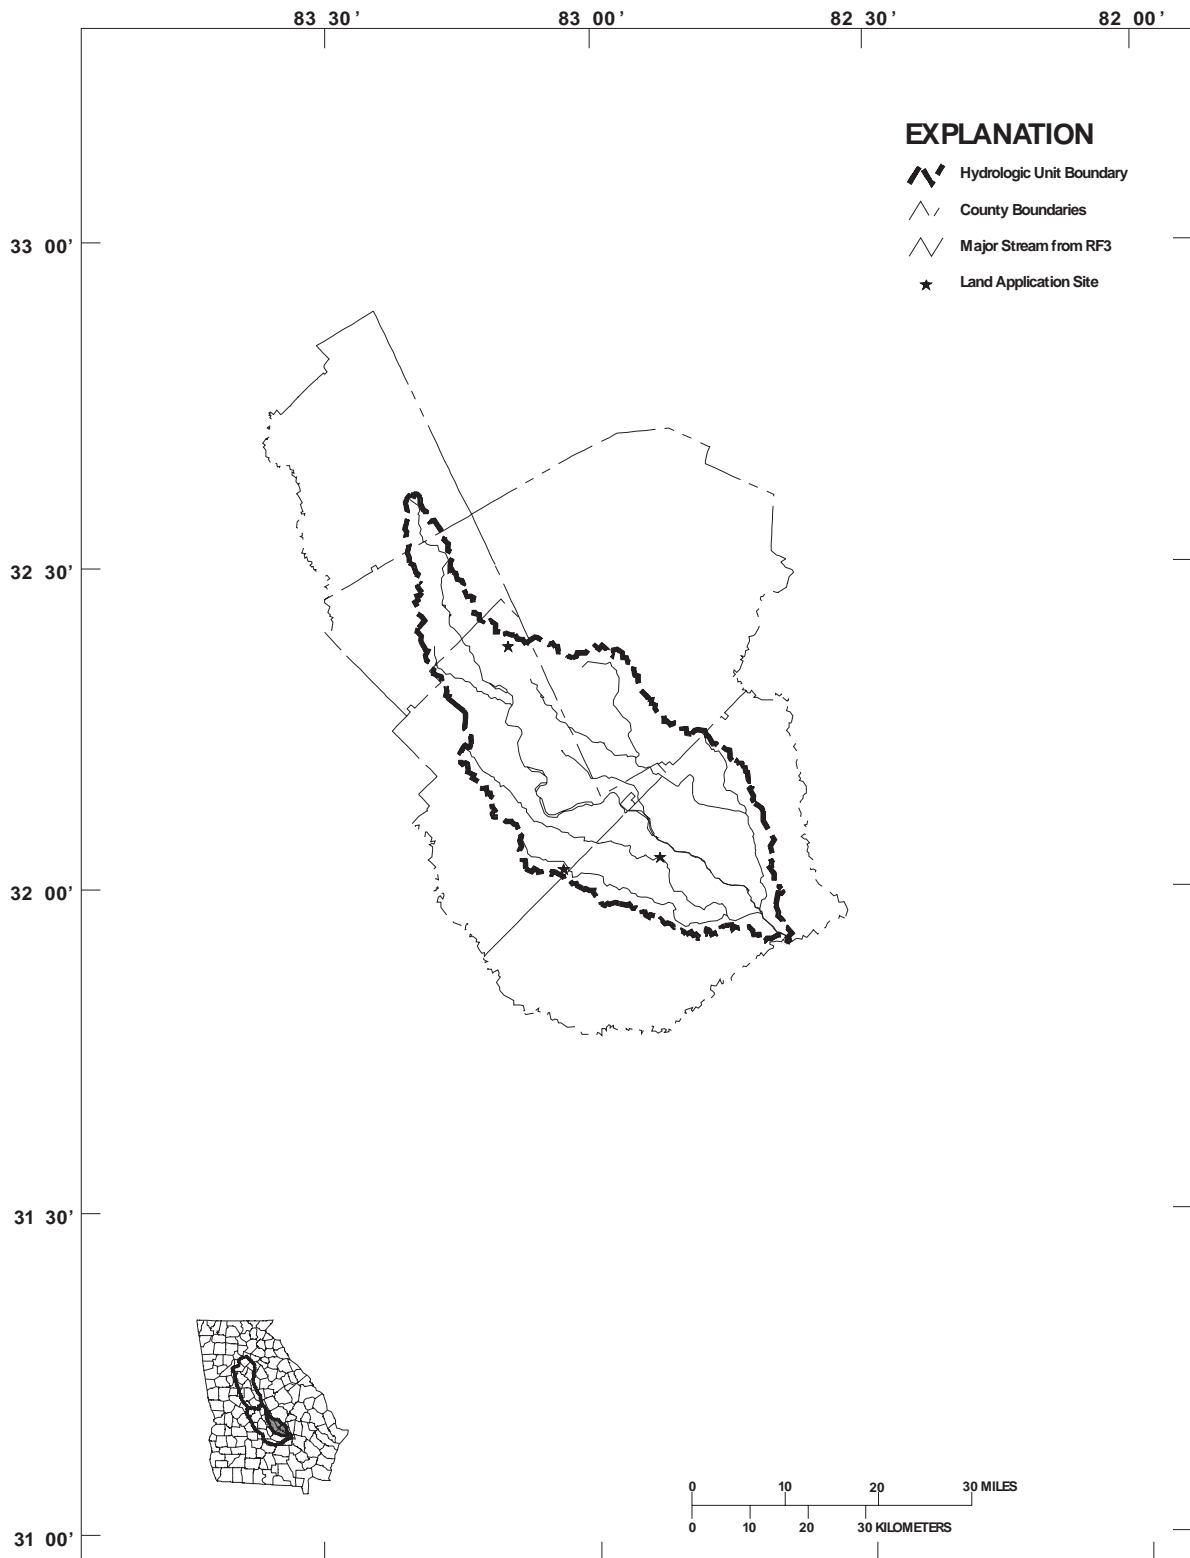 83 30’ 83 00’ 82 30’ 82 00’
EXPLANATION
Hydrologic Unit Boundary
County Boundaries
Major Stream from RF3
Land Application Site
33 00’
32 30’
32 00’
31 30’
31 00’
0 10 20 30 MILES
0 10 20 30 KILOMETERS